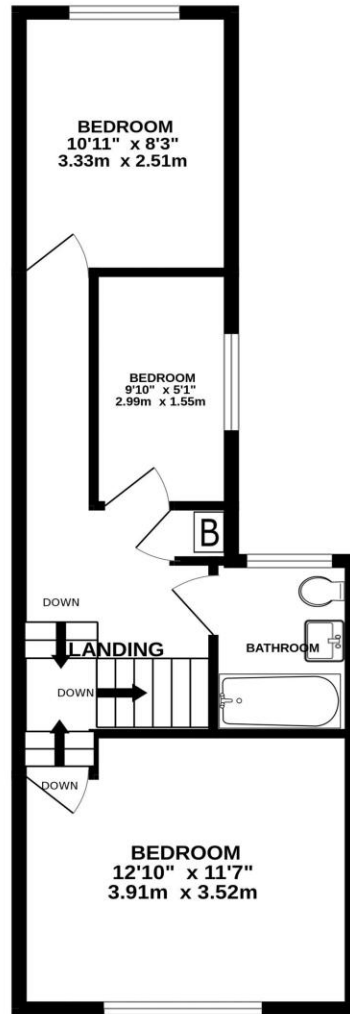 BEDROOM
10'11" x 8'3"
3.33m x 2.51m
BEDROOM
9'10" x 5'1"
2.99m x 1.55m
B
DOWN
LANDING
BATHROOM
DOWN
DOWN
BEDROOM
12'10" x 11'7"
3.91m x 3.52m